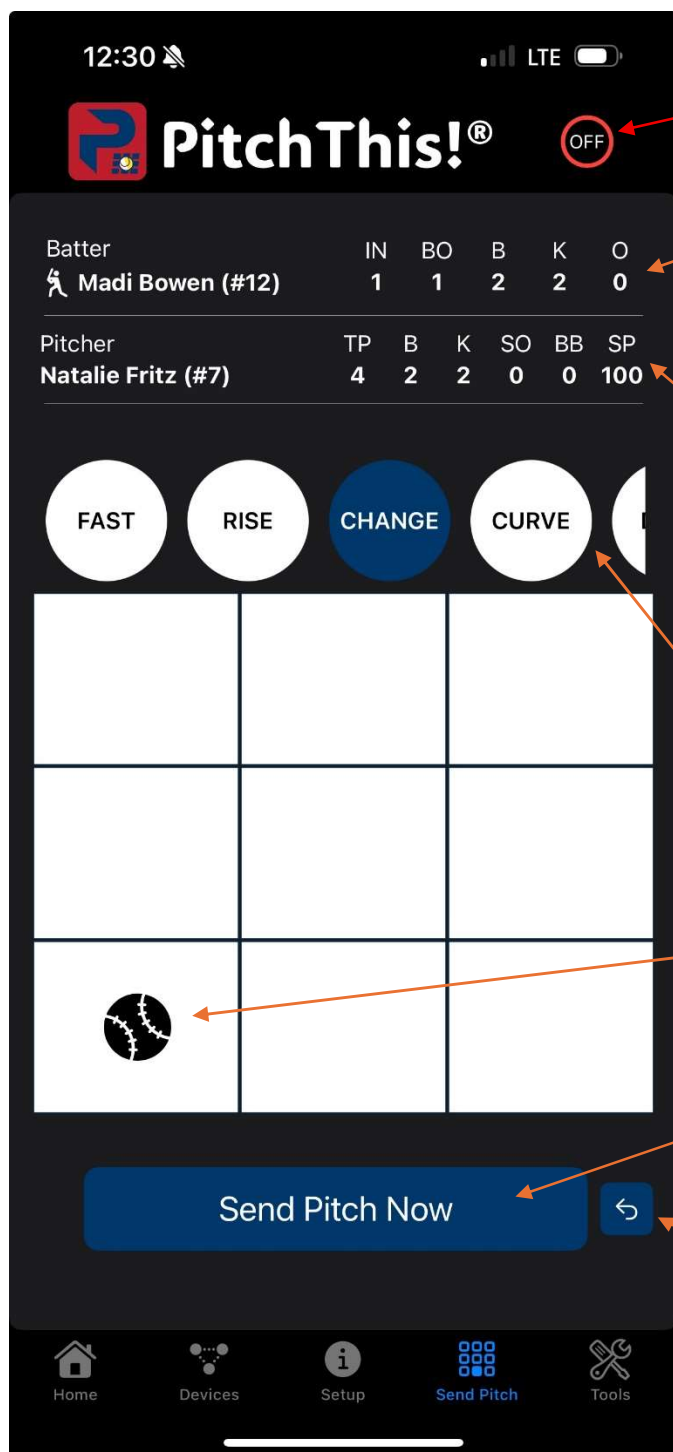 12:30 LTE
PitchThis!® OFF
Batter IN BO B K O
Madi Bowen (#12) 1 1 2 2 0
Pitcher TP B K SO BB SP
Natalie Fritz (#7) 4 2 2 0 0 100
FAST RISE CHANGE CURVE
Send Pitch Now
Home Devices Setup Send Pitch Tools